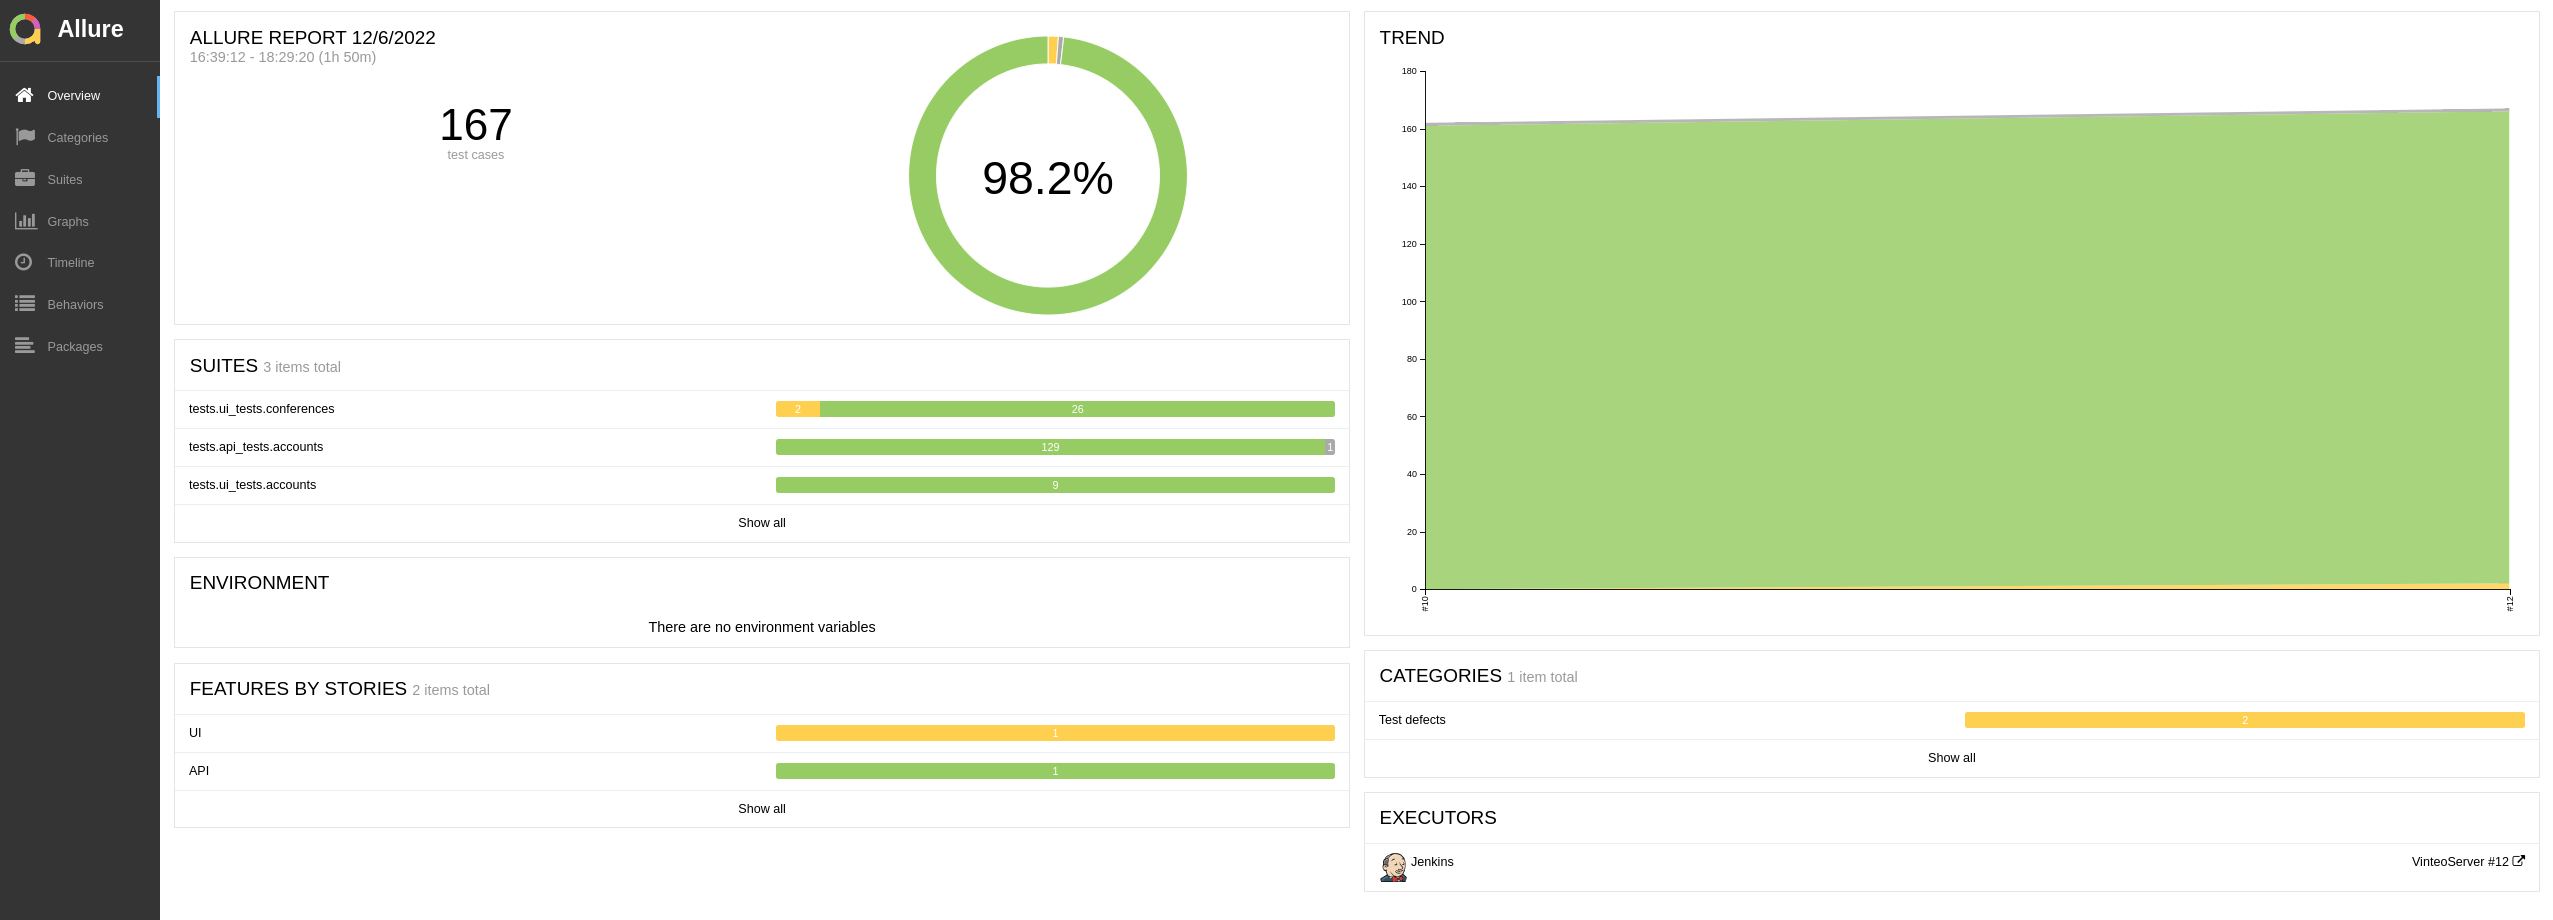 Allure
Overview
Categories
Suites
Graphs
Timeline
Behaviors
Packages
ALLURE REPORT 12/6/2022
16:39:12 - 18:29:20 (1h 50m)
167
test cases
98.2%
SUITES 3 items total
tests.ui_tests.conferences 2 26
tests.api_tests.accounts 129 1
tests.ui_tests.accounts 9
Show all
ENVIRONMENT
There are no environment variables
FEATURES BY STORIES 2 items total
UI 1
API 1
Show all
TREND
180
160
140
120
100
80
60
40
20
0
#10 #12
CATEGORIES 1 item total
Test defects 2
Show all
EXECUTORS
Jenkins VinteoServer #12